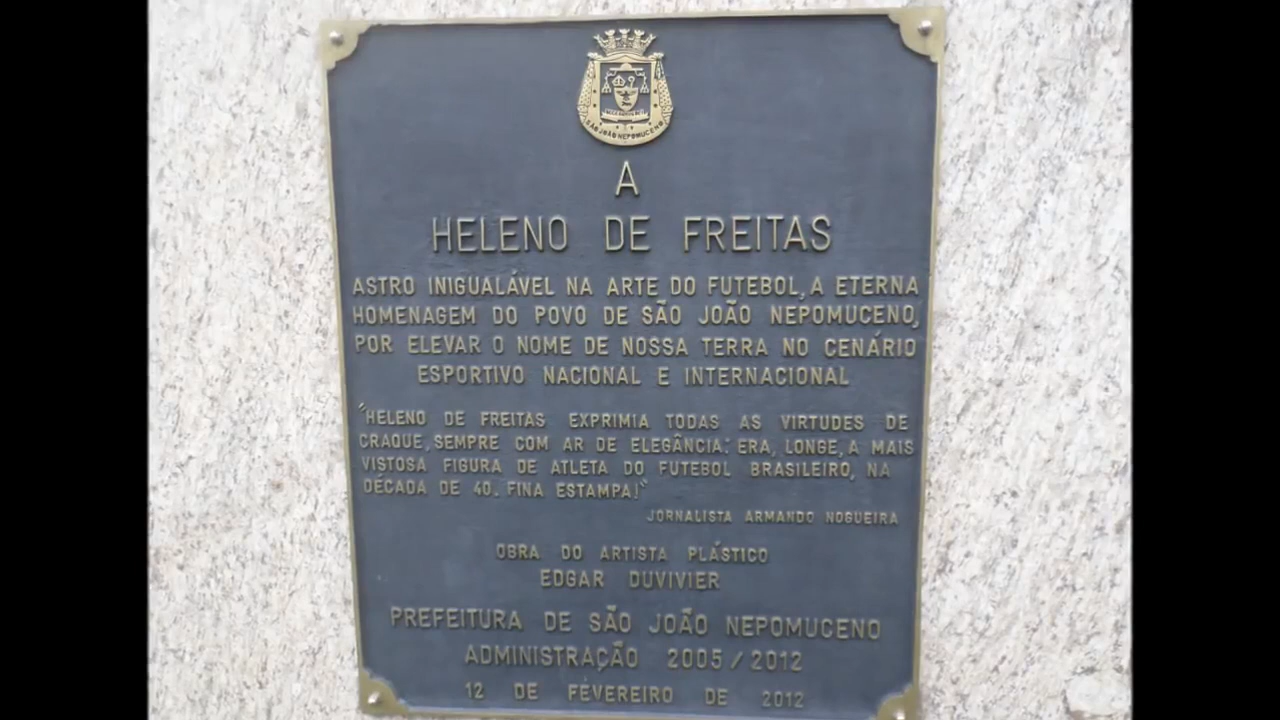 SÃO JOÃO NEPOMUCENO
A
HELENO DE FREITAS
ASTRO INIGUALÁVEL NA ARTE DO FUTEBOL, A ETERNA
HOMENAGEM DO POVO DE SÃO JOÃO NEPOMUCENO,
POR ELEVAR O NOME DE NOSSA TERRA NO CENÁRIO
ESPORTIVO NACIONAL E INTERNACIONAL
"HELENO DE FREITAS EXPRIMIA TODAS AS VIRTUDES DE
CRAQUE, SEMPRE COM AR DE ELEGÂNCIA: ERA, LONGE, A MAIS
VISTOSA FIGURA DE ATLETA DO FUTEBOL BRASILEIRO, NA
DÉCADA DE 40. FINA ESTAMPA!"
JORNALISTA ARMANDO NOGUEIRA
OBRA DO ARTISTA PLÁSTICO
EDGAR DUVIVIER
PREFEITURA DE SÃO JOÃO NEPOMUCENO
ADMINISTRAÇÃO 2005 / 2012
12 DE FEVEREIRO DE 2012